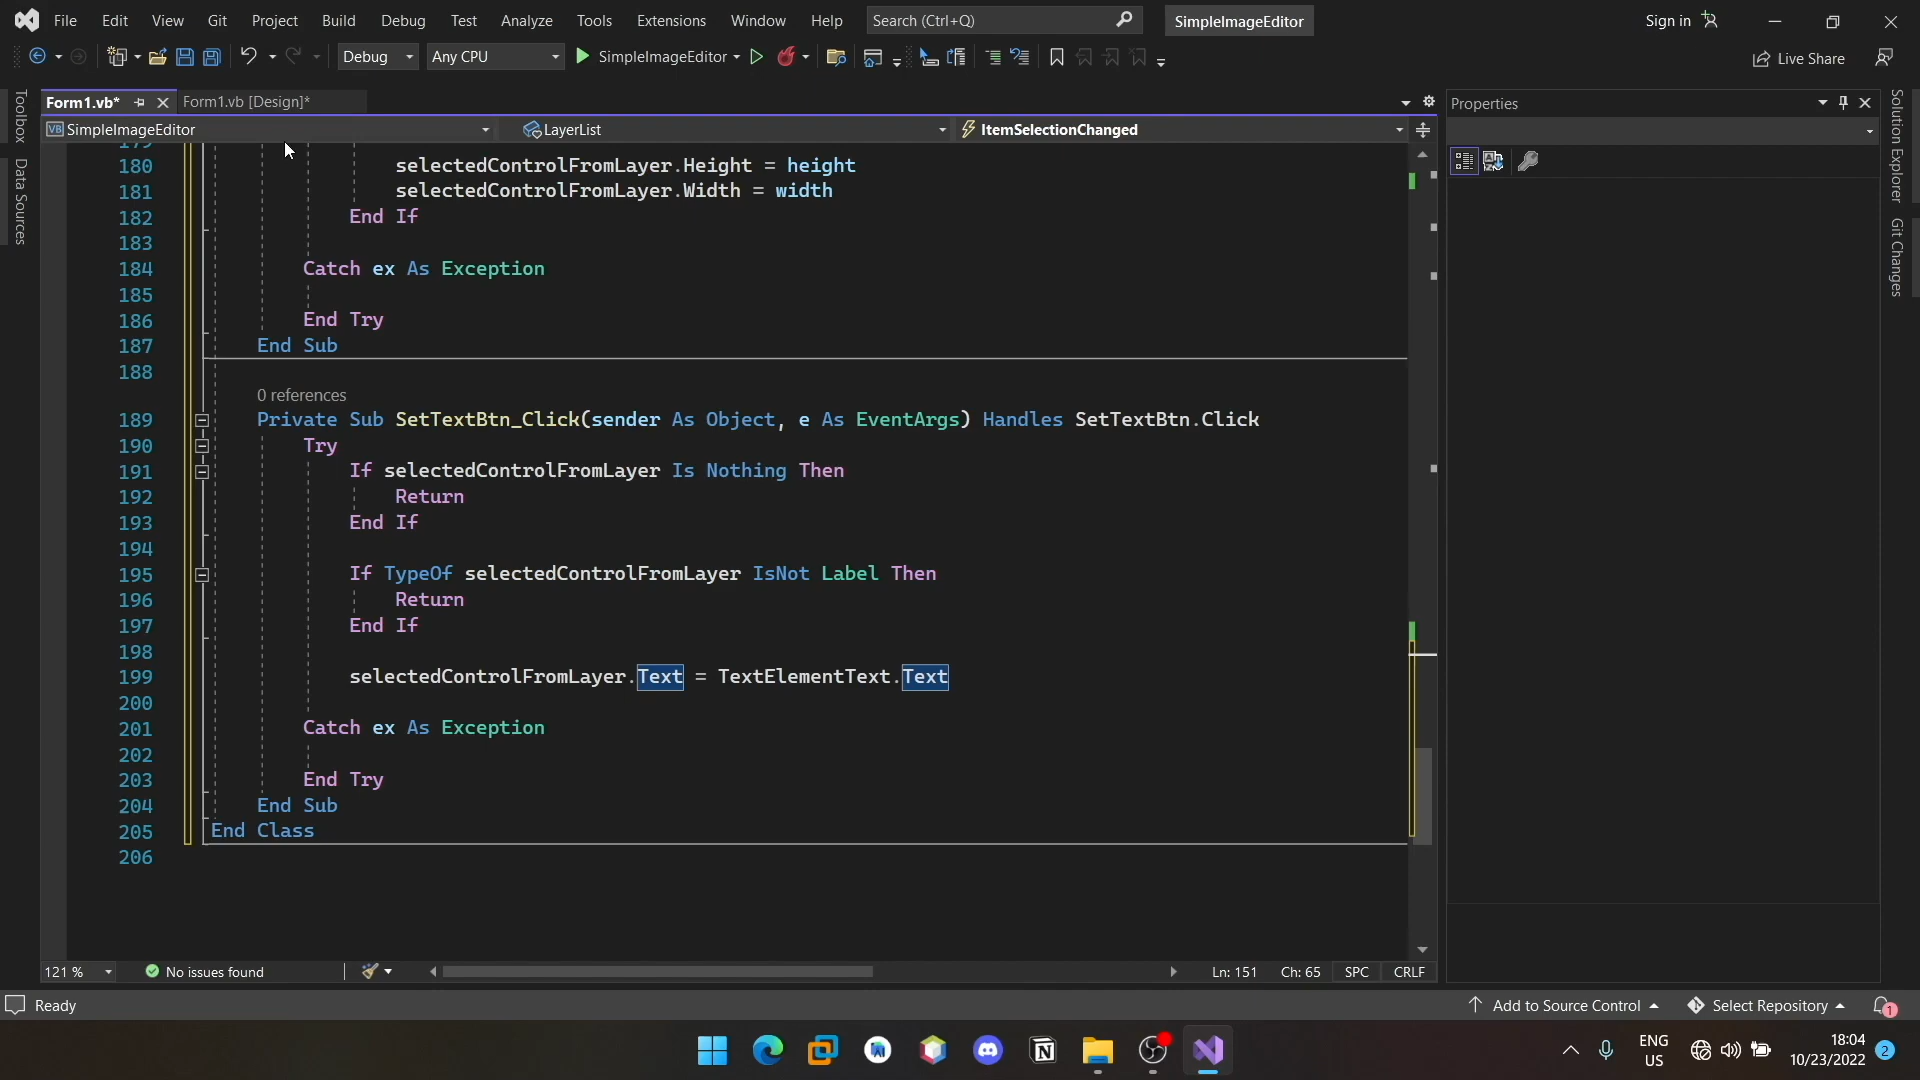 File Edit View Git Project Build Debug Test Analyze Tools Extensions Window Help Search (Ctrl+Q) SimpleImageEditor Sign in
Debug Any CPU SimpleImageEditor Live Share
Form1.vb* Form1.vb [Design]*
Properties
SimpleImageEditor LayerList ItemSelectionChanged
Toolbox
Data Sources
Solution Explorer
Git Changes
179
180 selectedControlFromLayer.Height = height
181 selectedControlFromLayer.Width = width
182 End If
183
184 Catch ex As Exception
185
186 End Try
187 End Sub
188
0 references
189 Private Sub SetTextBtn_Click(sender As Object, e As EventArgs) Handles SetTextBtn.Click
190 Try
191 If selectedControlFromLayer Is Nothing Then
192 Return
193 End If
194
195 If TypeOf selectedControlFromLayer IsNot Label Then
196 Return
197 End If
198
199 selectedControlFromLayer.Text = TextElementText.Text
200
201 Catch ex As Exception
202
203 End Try
204 End Sub
205 End Class
206
121 % No issues found Ln: 151 Ch: 65 SPC CRLF
Ready Add to Source Control Select Repository 1
ENG
US
18:04
10/23/2022
2